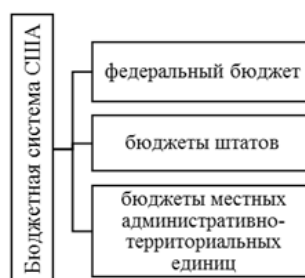 Бюджетная система США
федеральный бюджет
бюджеты штатов
бюджеты местных
административно-
территориальных
единиц